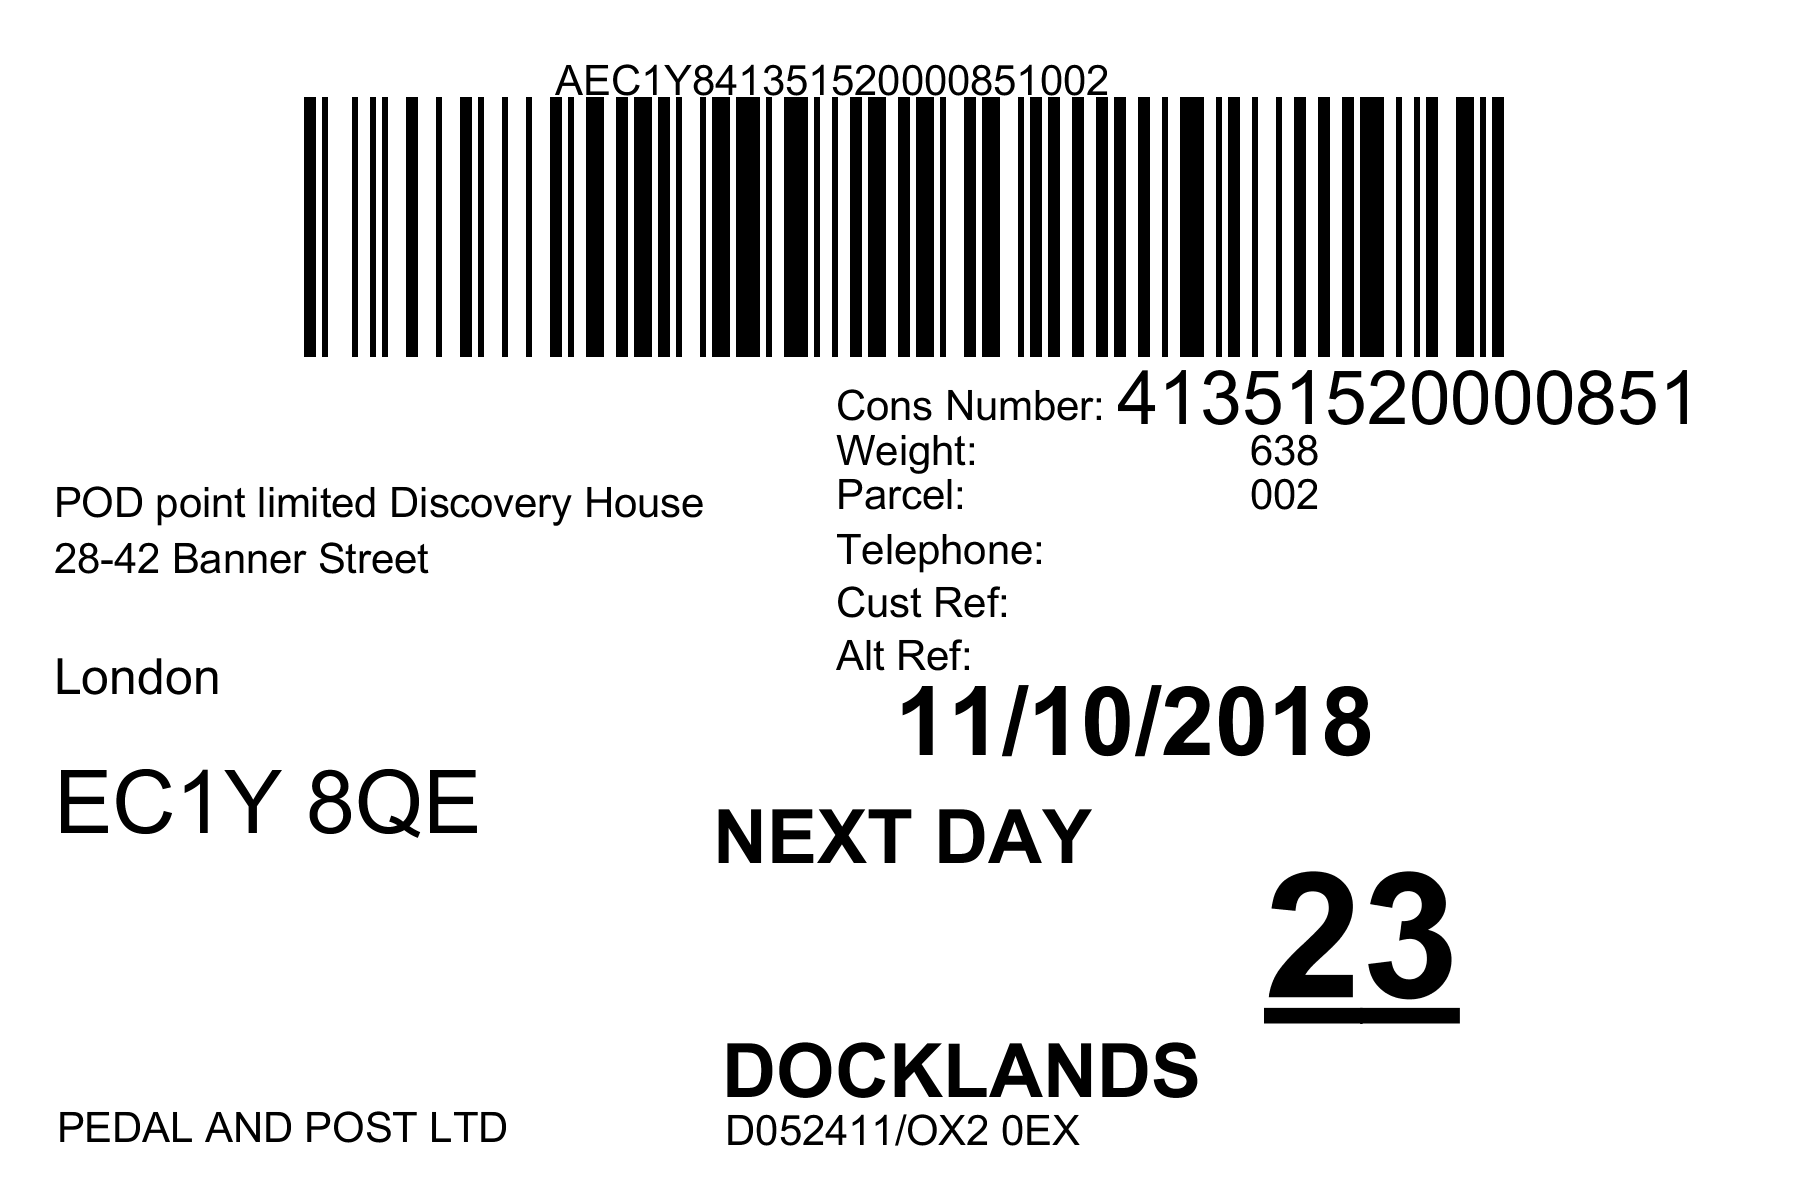 AEC1Y841351520000851002
Cons Number: 41351520000851
Weight: 638
Parcel: 002
Telephone:
Cust Ref:
Alt Ref:
POD point limited Discovery House
28-42 Banner Street
London
EC1Y 8QE
11/10/2018
NEXT DAY
23
DOCKLANDS
D052411/OX2 0EX
PEDAL AND POST LTD